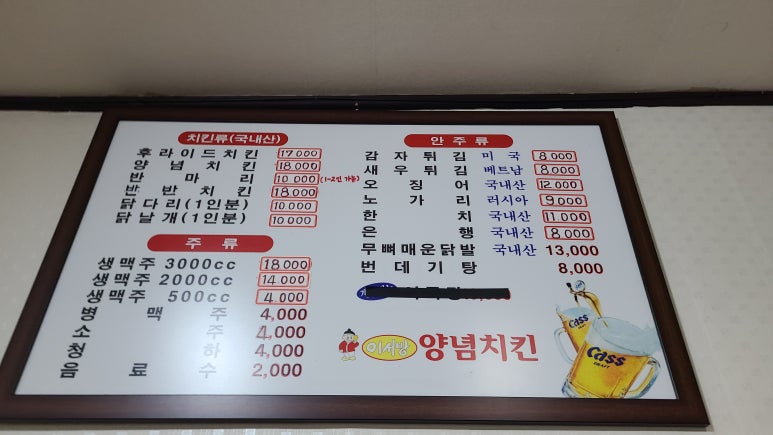 치킨류(국내산)
후라이드치킨 17,000
양념치킨 18,000
반마리 10,000 (1~2시 가능)
반반치킨 18,000
닭다리(1인분) 10,000
닭날개(1인분) 10,000
주류
생맥주 3000cc 18,000
생맥주 2000cc 14,000
생맥주 500cc 4,000
병맥주 4,000
소주 4,000
청하 4,000
음료수 2,000
안주류
감자튀김 미국 8,000
새우튀김 베트남 8,000
오징어 국내산 12,000
노가리 러시아 9,000
한치 국내산 11,000
은행 국내산 8,000
무뼈매운닭발 국내산 13,000
번데기탕 8,000
이서방 양념치킨
Cass
Cass
DRAFT